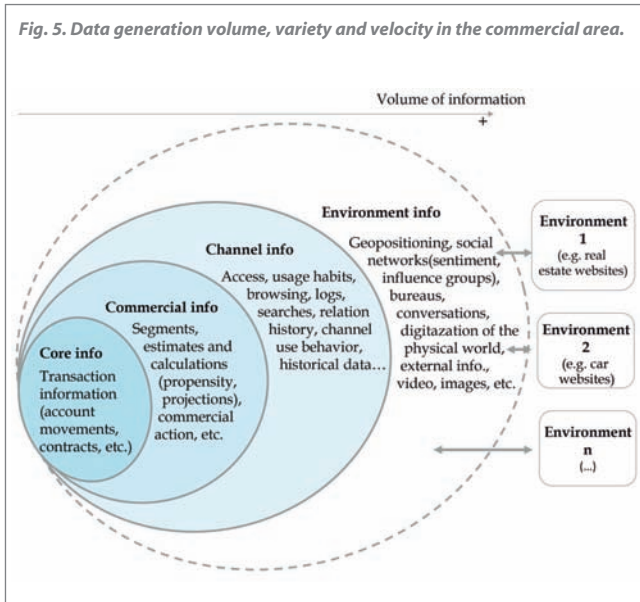 Fig. 5. Data generation volume, variety and velocity in the commercial area.
Volume of information
+
Environment info
Geopositioning, social
networks(sentiment,
influence groups),
bureaus,
conversations,
digitazation of the
physical world,
external info.,
video, images, etc.
Channel info
Access, usage habits,
browsing, logs,
searches, relation
history, channel
use behavior,
historical data...
Commercial info
Segments,
estimates and
calculations
(propensity,
projections),
commercial
action, etc.
Core info
Transaction
information
(account
movements,
contracts, etc.)
Environment
1
(e.g. real
estate websites)
Environment
2
(e.g. car
websites)
Environment
n
(...)